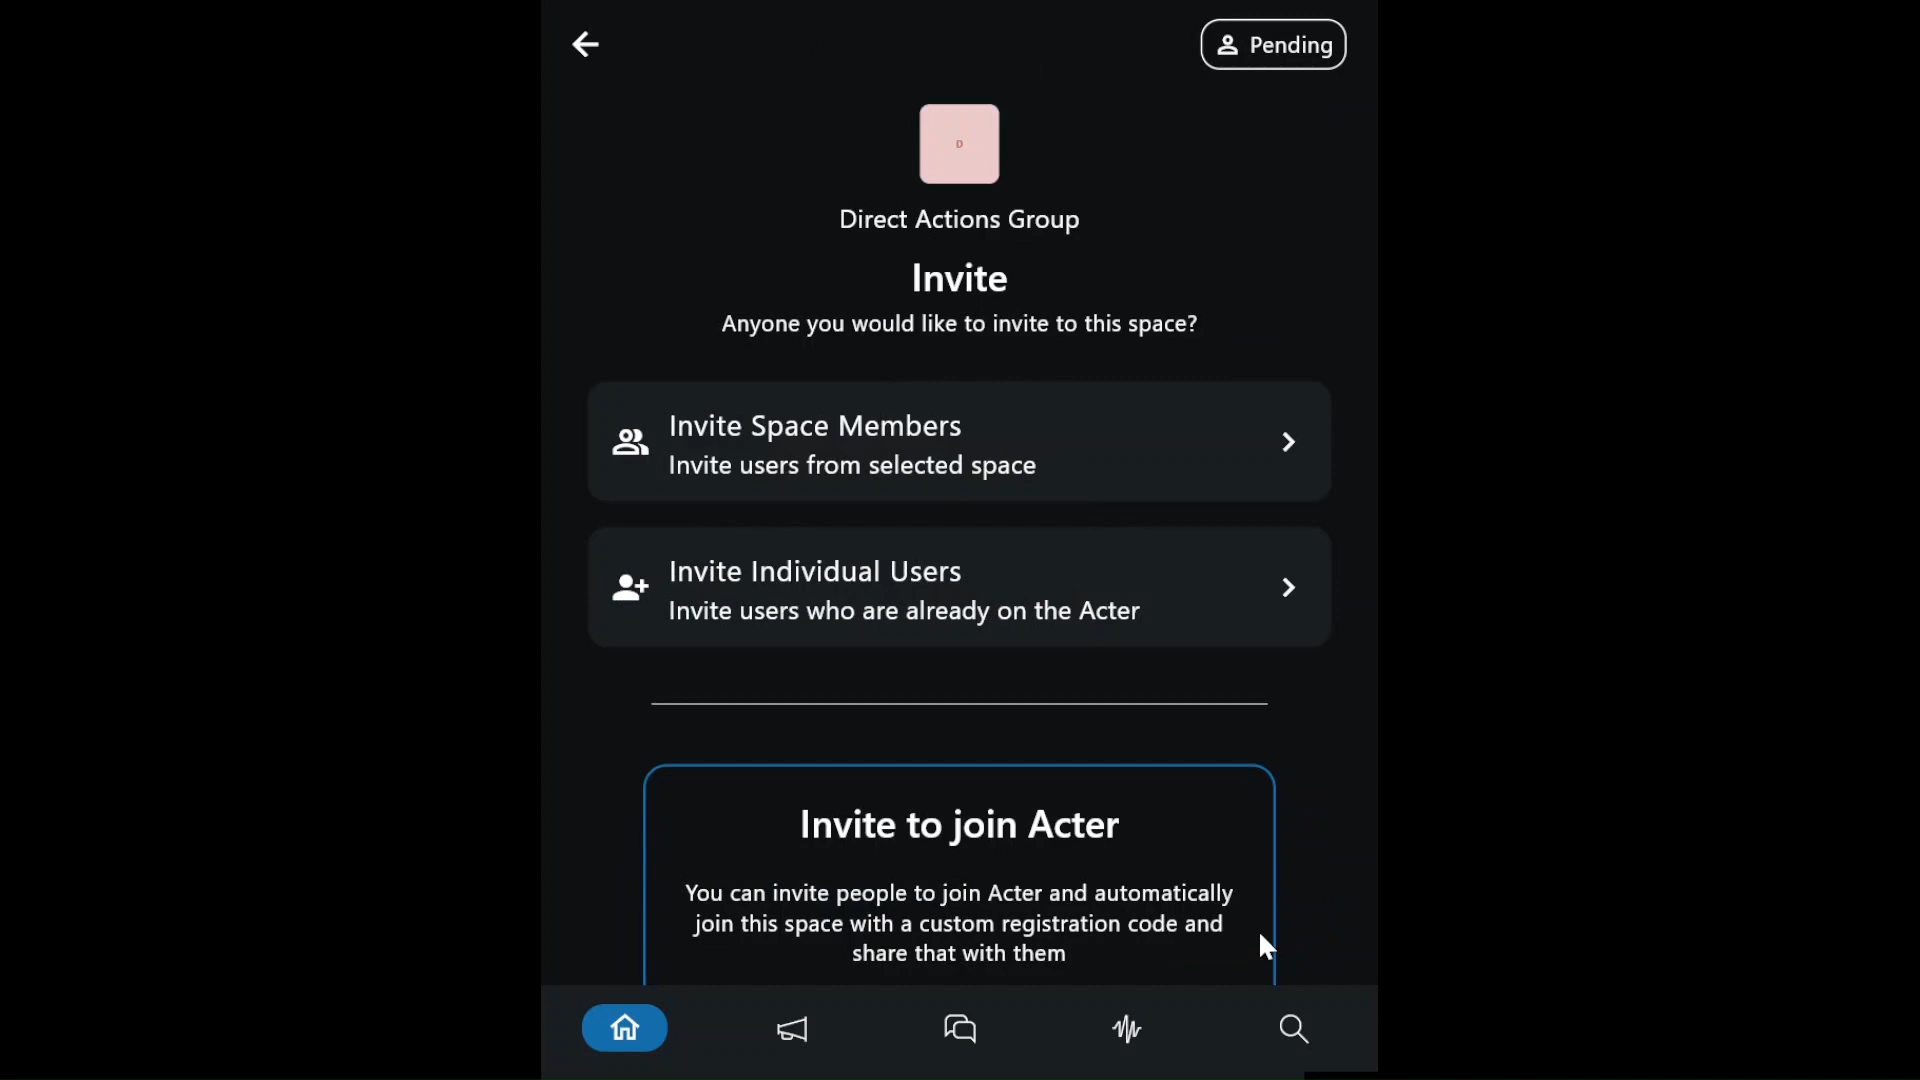 Pending
D
Direct Actions Group
Invite
Anyone you would like to invite to this space?
Invite Space Members
Invite users from selected space
Invite Individual Users
Invite users who are already on the Acter
Invite to join Acter
You can invite people to join Acter and automatically
join this space with a custom registration code and
share that with them